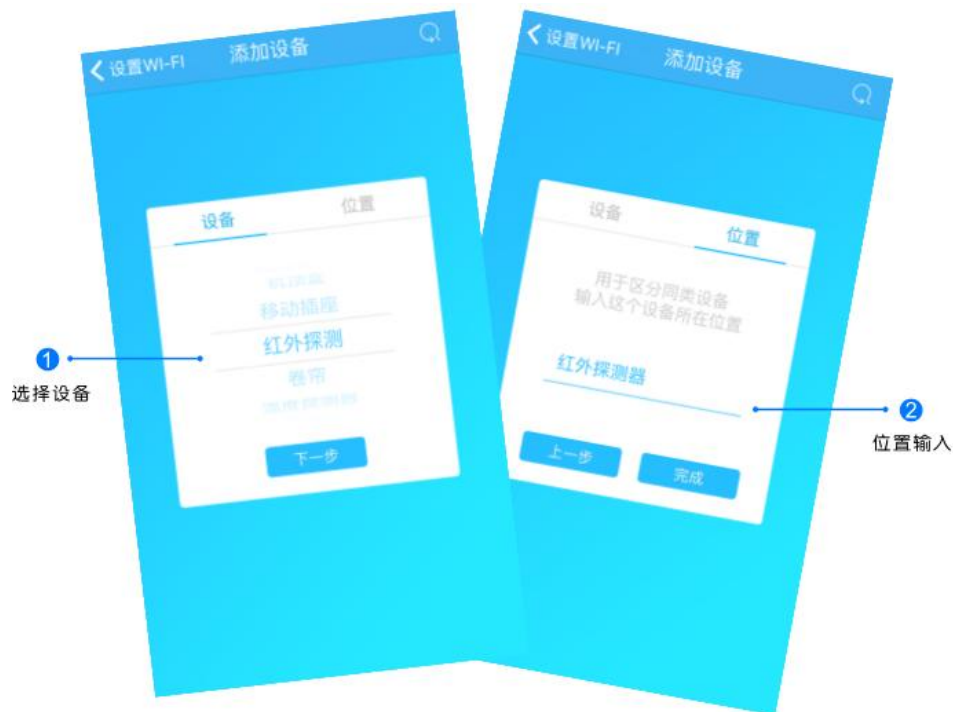 设置WI-FI
添加设备
设备
位置
移动插座
红外探测
卷帘
下一步
1
选择设备
设置WI-FI
添加设备
设备
位置
用于区分同类设备
输入这个设备所在位置
红外探测器
上一步
完成
2
位置输入